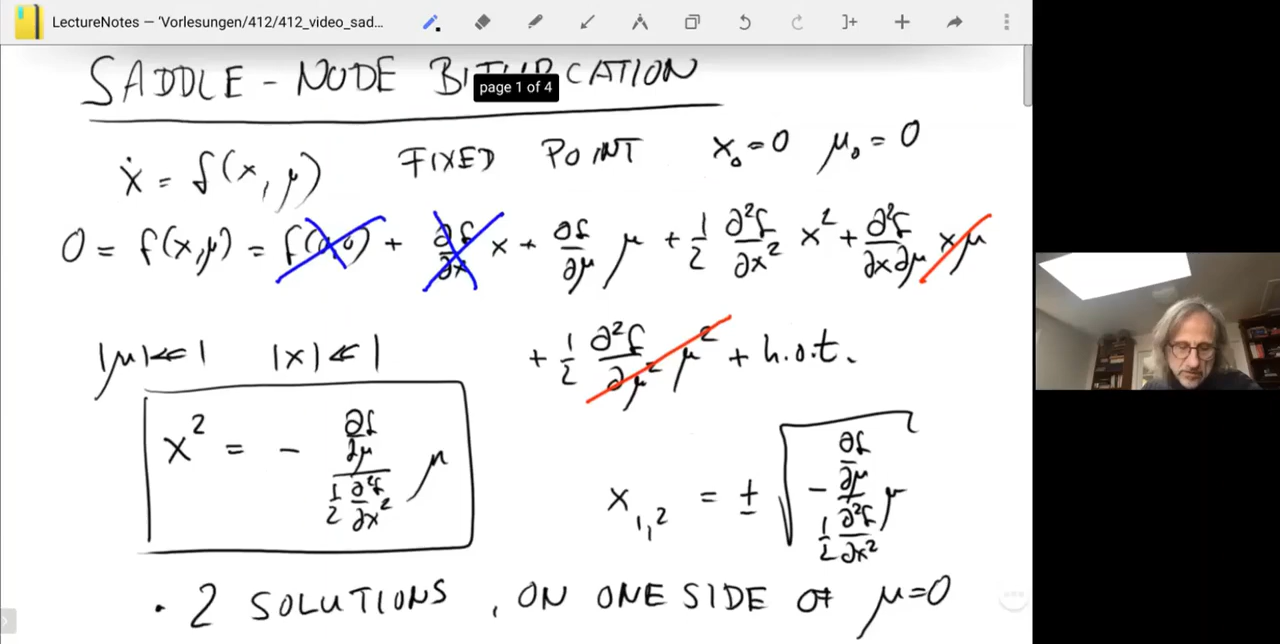 LectureNotes — ‘Vorlesungen/412/412_video_sad…
SADDLE - NODE BIFURCATION
page 1 of 4
ẋ = f(x, μ) FIXED POINT x₀ = 0 μ₀ = 0
0 = f(x,μ) = f(0,0) + ∂f/∂x x + ∂f/∂μ μ + 1/2 ∂²f/∂x² x² + ∂²f/∂x∂μ xμ
+ 1/2 ∂²f/∂μ² μ² + h.o.t.
|μ| ≪ 1 |x| ≪ 1
x² = - (∂f/∂μ)/(1/2 ∂²f/∂x²) μ
x₁,₂ = ± √(- (∂f/∂μ)/(1/2 ∂²f/∂x²) μ)
· 2 SOLUTIONS , ON ONE SIDE OF μ=0